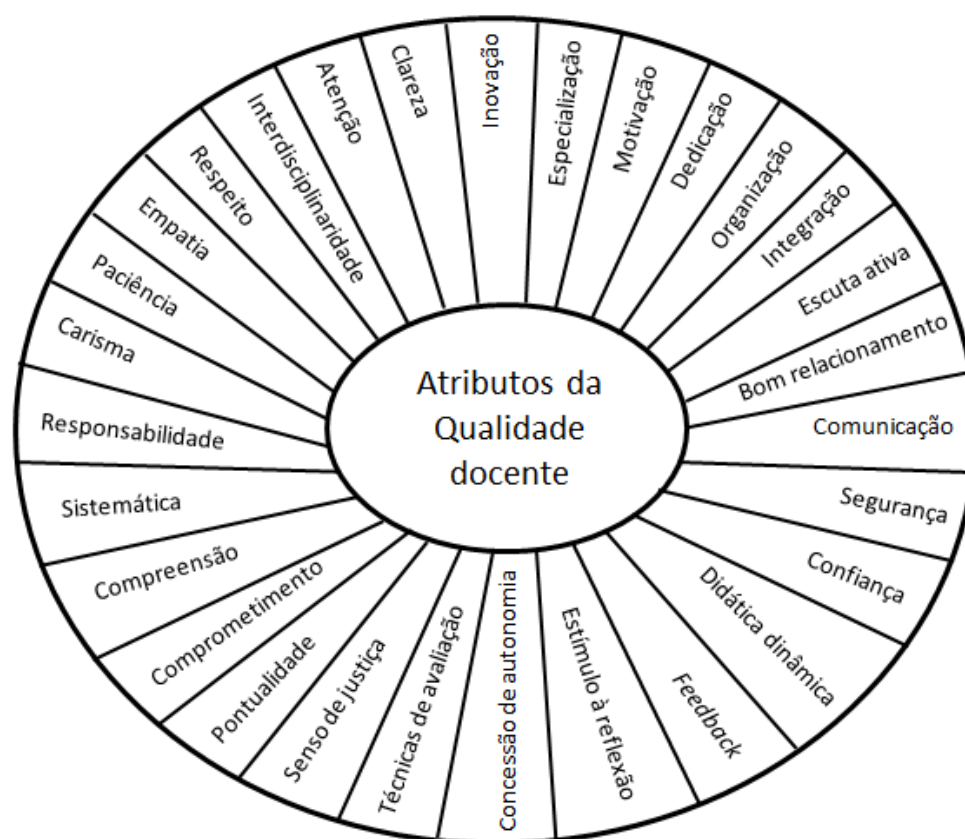 Atributos da
Qualidade
docente
Inovação
Especialização
Motivação
Dedicação
Organização
Integração
Escuta ativa
Bom relacionamento
Comunicação
Segurança
Confiança
Didática dinâmica
Feedback
Estímulo à reflexão
Concessão de autonomia
Técnicas de avaliação
Senso de justiça
Pontualidade
Comprometimento
Compreensão
Sistemática
Responsabilidade
Carisma
Paciência
Empatia
Respeito
Interdisciplinaridade
Atenção
Clareza